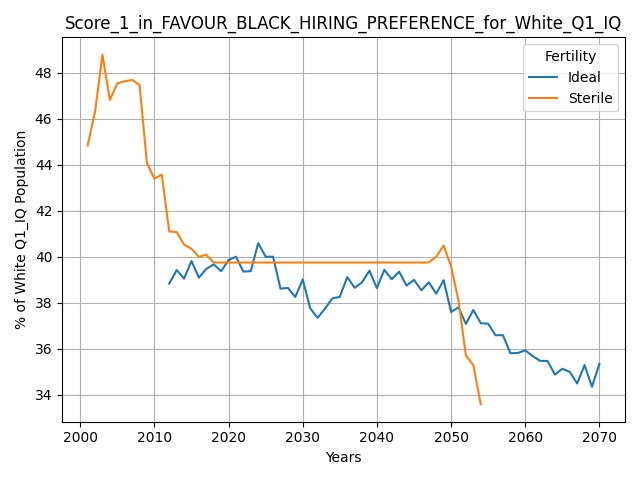 Score_1_in_FAVOUR_BLACK_HIRING_PREFERENCE_for_White_Q1_IQ
Fertility
Ideal
Sterile
% of White Q1_IQ Population
48
46
44
42
40
38
36
34
2000 2010 2020 2030 2040 2050 2060 2070
Years